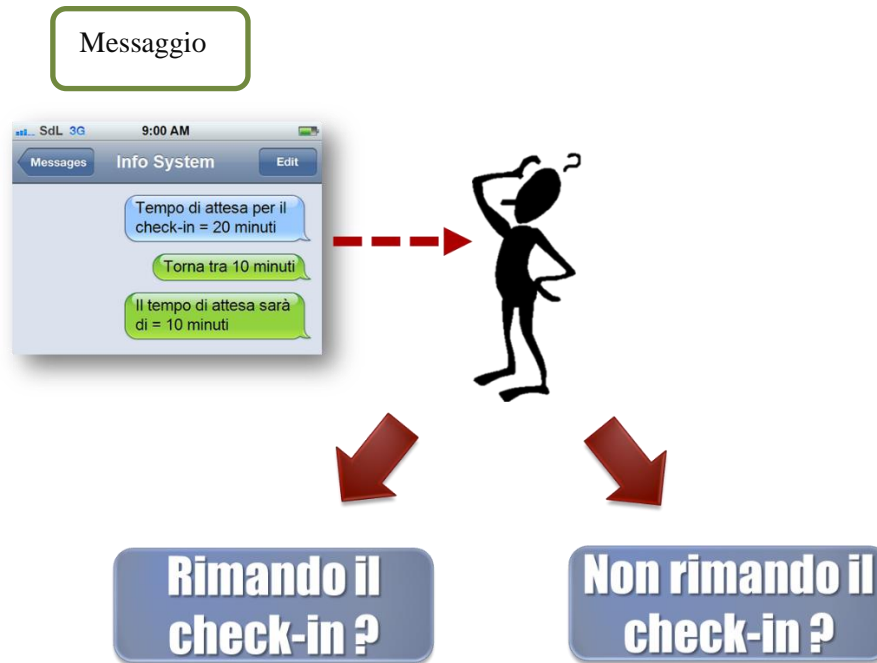 Messaggio
SdL 3G 9:00 AM
Messages Info System Edit
Tempo di attesa per il
check-in = 20 minuti
Torna tra 10 minuti
Il tempo di attesa sarà
di = 10 minuti
?
Rimando il
check-in ?
Non rimando il
check-in ?